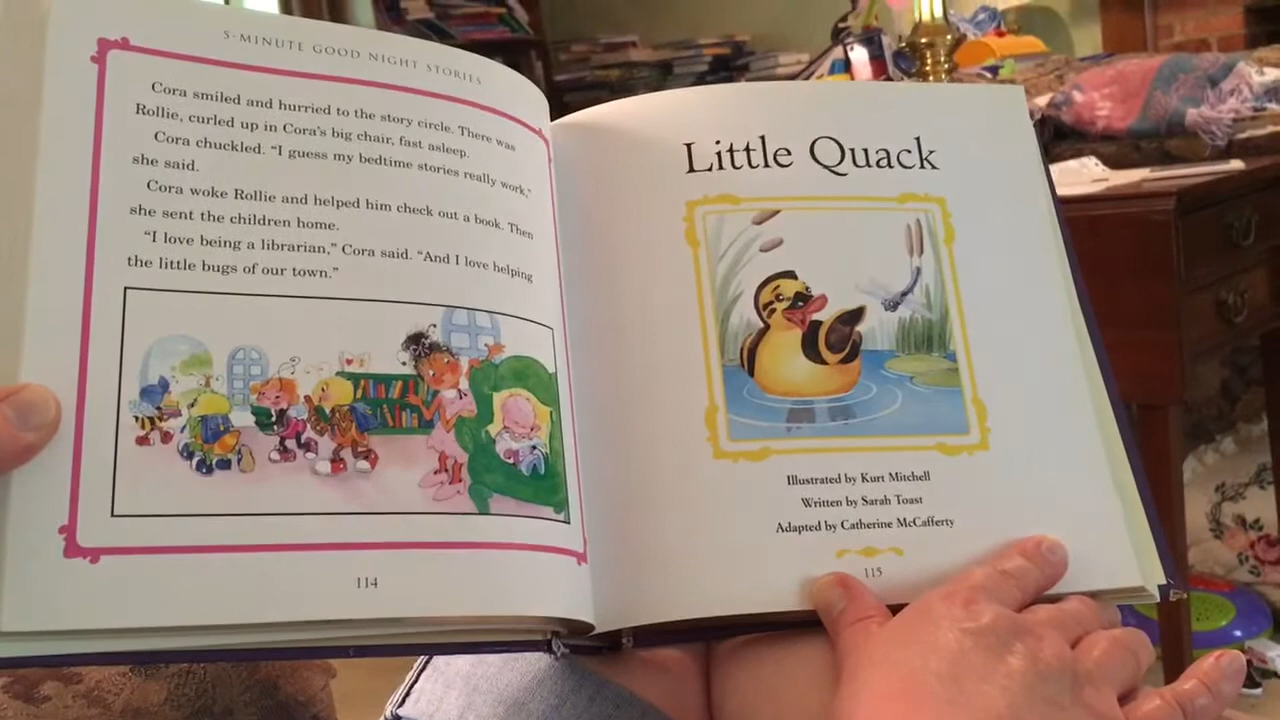 5-MINUTE GOOD NIGHT STORIES
Cora smiled and hurried to the story circle. There was
Rollie, curled up in Cora's big chair, fast asleep.
Cora chuckled. “I guess my bedtime stories really work,”
she said.
Cora woke Rollie and helped him check out a book. Then
she sent the children home.
“I love being a librarian,” Cora said. “And I love helping
the little bugs of our town.”
114
Little Quack
Illustrated by Kurt Mitchell
Written by Sarah Toast
Adapted by Catherine McCafferty
115